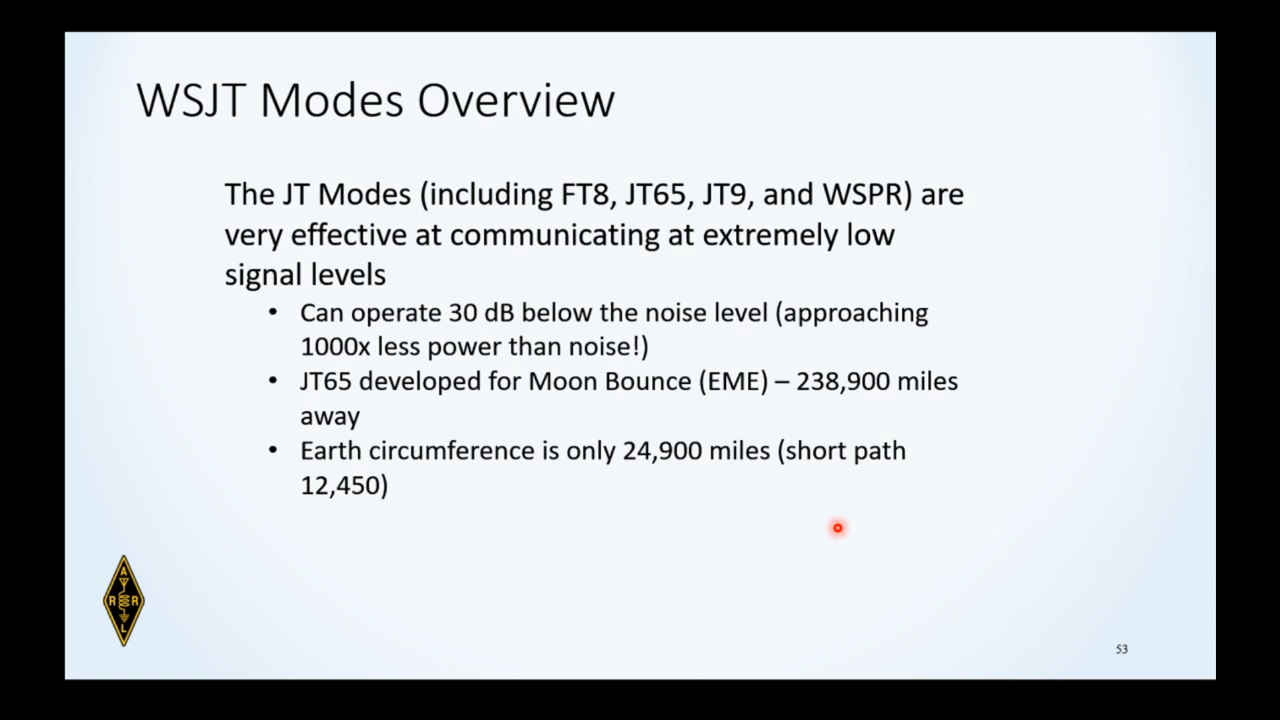 WSJT Modes Overview
The JT Modes (including FT8, JT65, JT9, and WSPR) are
very effective at communicating at extremely low
signal levels
• Can operate 30 dB below the noise level (approaching
1000x less power than noise!)
• JT65 developed for Moon Bounce (EME) – 238,900 miles
away
• Earth circumference is only 24,900 miles (short path
12,450)
A
R R
L
53